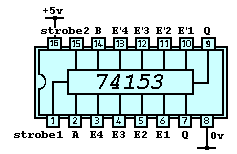 +5v
strobe2 B E'4 E'3 E'2 E'1 Q
16 15 14 13 12 11 10 9
74153
1 2 3 4 5 6 7 8
strobe1 A E4 E3 E2 E1 Q 0v